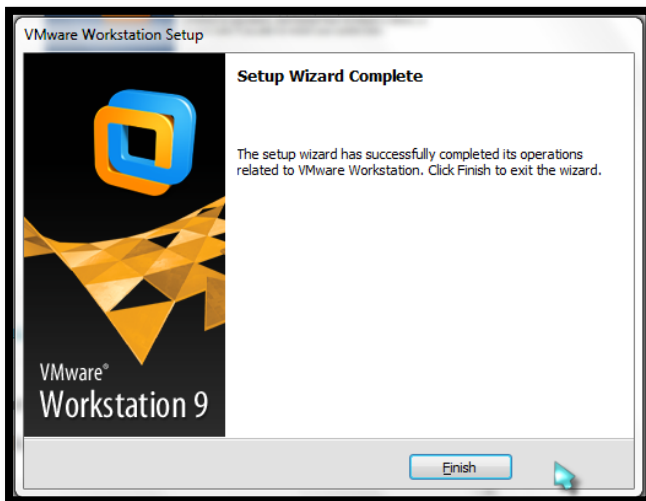 VMware Workstation Setup
Setup Wizard Complete
The setup wizard has successfully completed its operations
related to VMware Workstation. Click Finish to exit the wizard.
VMware®
Workstation 9
Finish